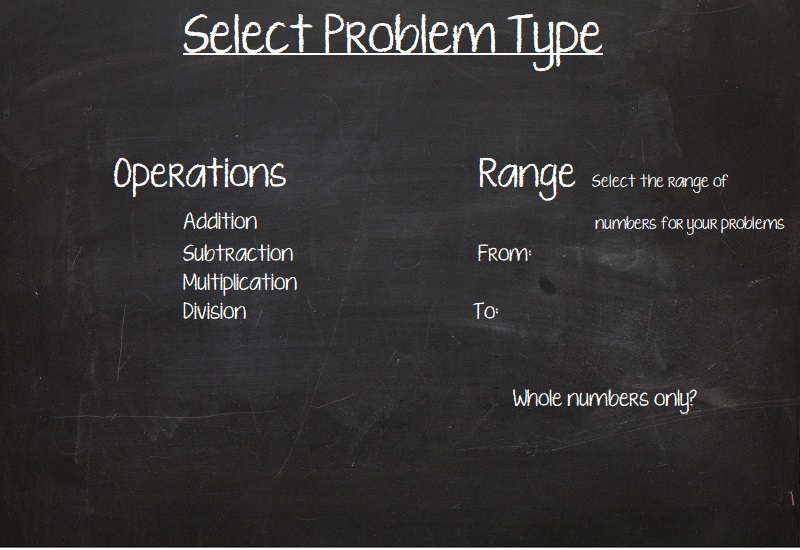 Select Problem Type
Operations
Addition
Subtraction
Multiplication
Division
Range Select the range of
numbers for your problems
From:
To:
Whole numbers only?